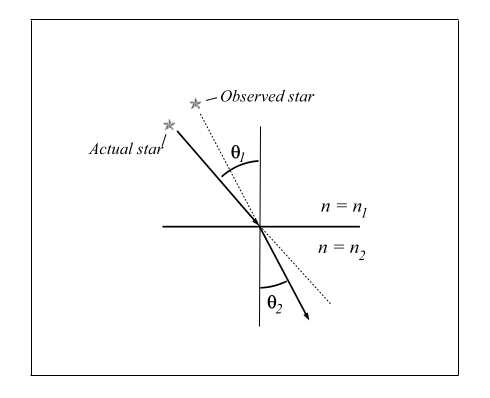 Observed star
Actual star
θ1
n = n1
n = n2
θ2